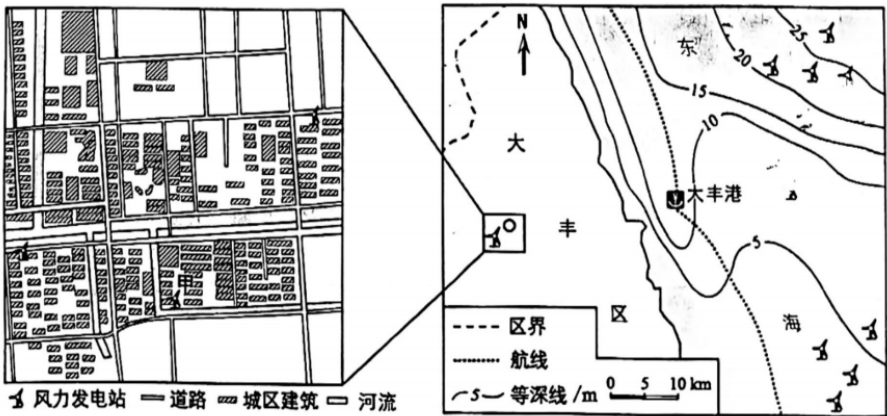 甲
风力发电站 道路 城区建筑 河流
N
东
25
20
15
10
大
大丰港
丰
5
区
海
区界
航线
5 等深线/m
0 5 10 km